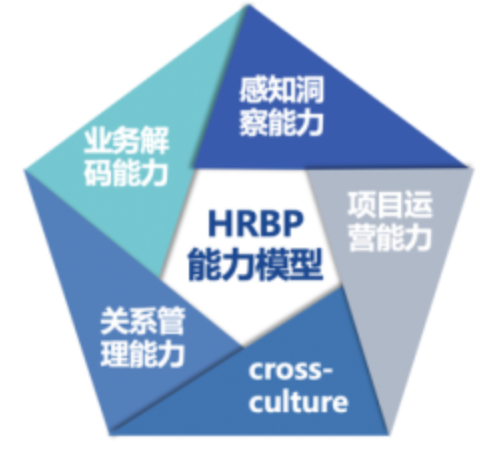 感知洞
察能力
业务解
码能力
项目运
营能力
HRBP
能力模型
关系管
理能力
cross-
culture